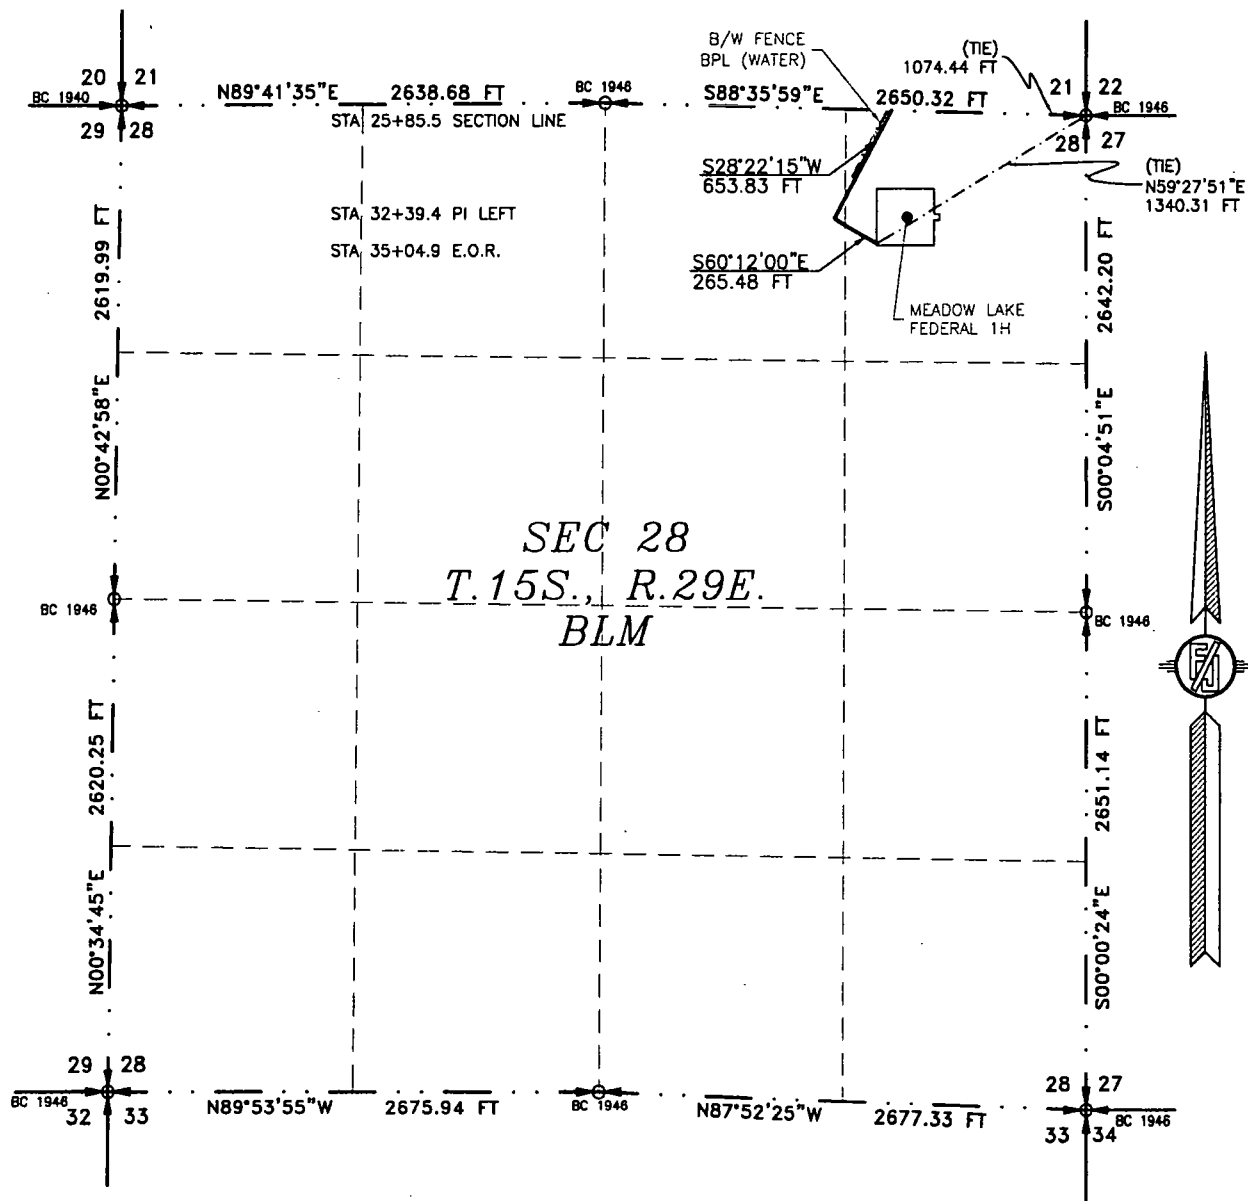 B/W FENCE
BPL (WATER)
(TIE)
1074.44 FT
20 21
BC 1940
29 28
N89°41'35"E 2638.68 FT
BC 1946
S88°35'59"E 2650.32 FT
21 22
BC 1946
28 27
STA 25+85.5 SECTION LINE
S28°22'15"W
653.83 FT
(TIE)
N59°27'51"E
1340.31 FT
STA 32+39.4 PI LEFT
STA 35+04.9 E.O.R.
S60°12'00"E
265.48 FT
MEADOW LAKE
FEDERAL 1H
N00°42'58"E 2619.99 FT
S00°04'51"E 2642.20 FT
SEC 28
T.15S., R.29E.
BLM
BC 1946
BC 1946
N00°34'45"E 2620.25 FT
S00°00'24"E 2651.14 FT
29 28
BC 1946
32 33
N89°53'55"W 2675.94 FT
BC 1946
N87°52'25"W 2677.33 FT
28 27
BC 1946
33 34